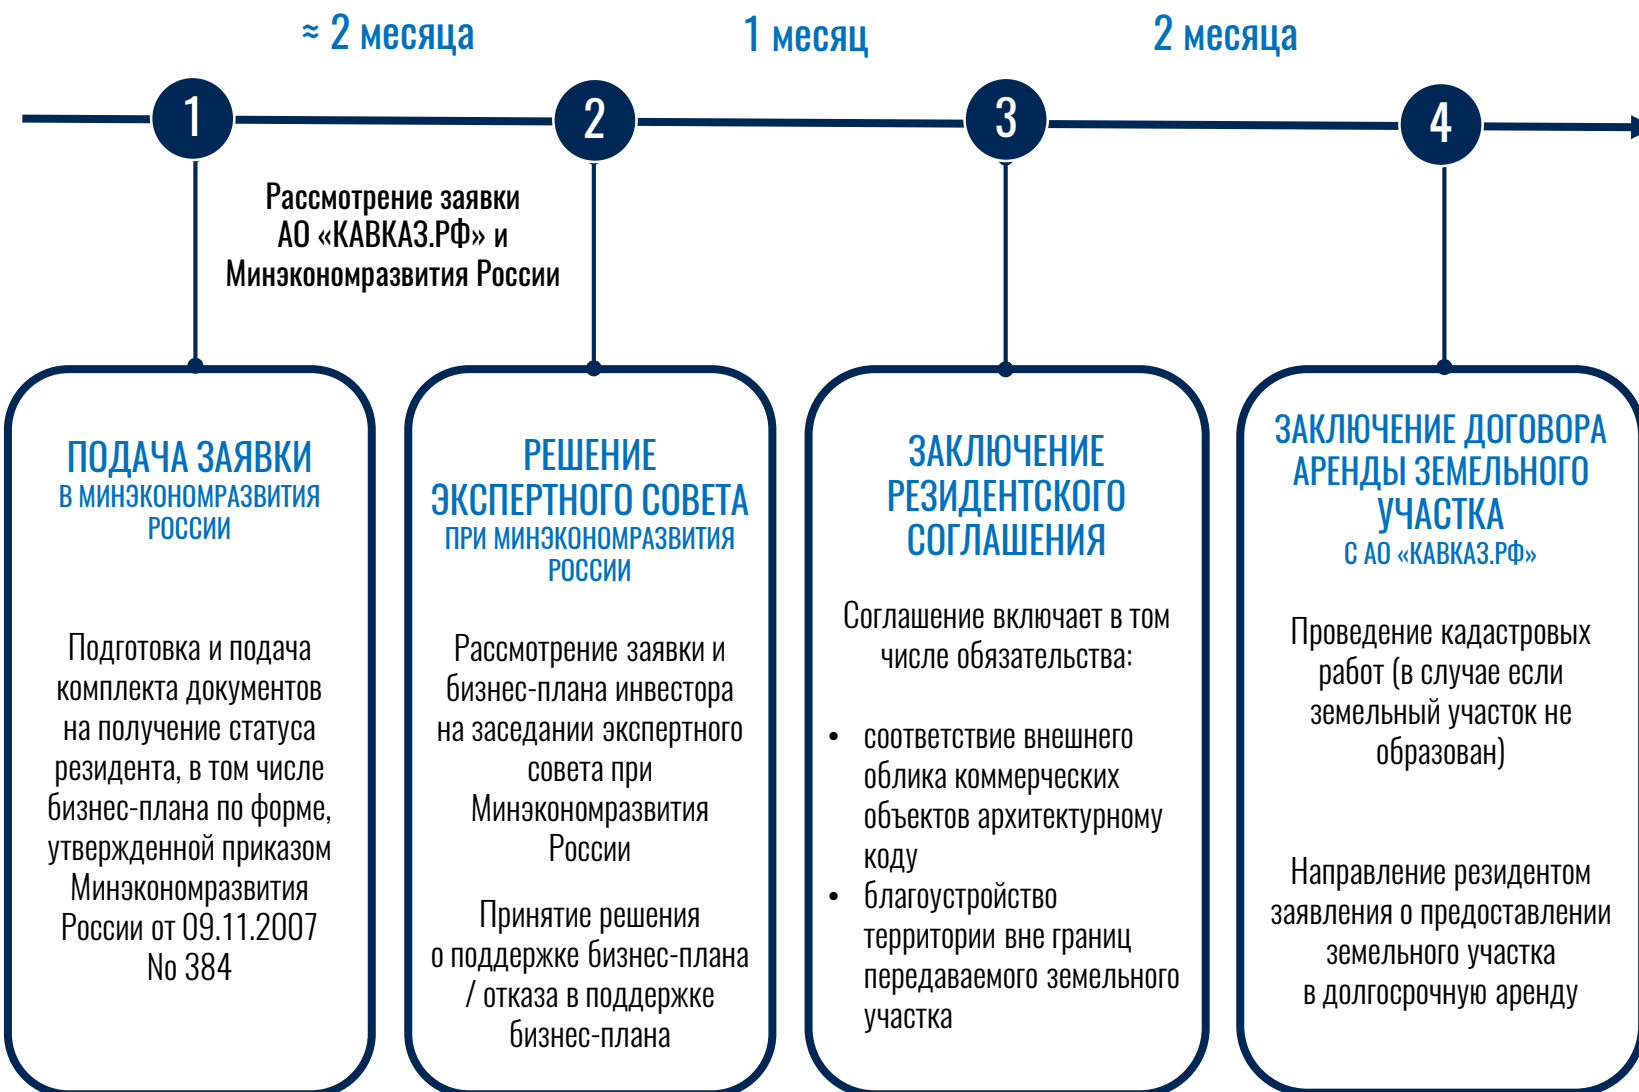 ≈ 2 месяца
1 месяц
2 месяца
1
2
3
4
Рассмотрение заявки
АО «КАВКАЗ.РФ» и
Минэкономразвития России
ПОДАЧА ЗАЯВКИ
В МИНЭКОНОМРАЗВИТИЯ
РОССИИ
Подготовка и подача
комплекта документов
на получение статуса
резидента, в том числе
бизнес-плана по форме,
утвержденной приказом
Минэкономразвития
России от 09.11.2007
No 384
РЕШЕНИЕ
ЭКСПЕРТНОГО СОВЕТА
ПРИ МИНЭКОНОМРАЗВИТИЯ
РОССИИ
Рассмотрение заявки и
бизнес-плана инвестора
на заседании экспертного
совета при
Минэкономразвития
России
Принятие решения
о поддержке бизнес-плана
/ отказа в поддержке
бизнес-плана
ЗАКЛЮЧЕНИЕ
РЕЗИДЕНТСКОГО
СОГЛАШЕНИЯ
Соглашение включает в том
числе обязательства:
• соответствие внешнего
облика коммерческих
объектов архитектурному
коду
• благоустройство
территории вне границ
передаваемого земельного
участка
ЗАКЛЮЧЕНИЕ ДОГОВОРА
АРЕНДЫ ЗЕМЕЛЬНОГО
УЧАСТКА
С АО «КАВКАЗ.РФ»
Проведение кадастровых
работ (в случае если
земельный участок не
образован)
Направление резидентом
заявления о предоставлении
земельного участка
в долгосрочную аренду